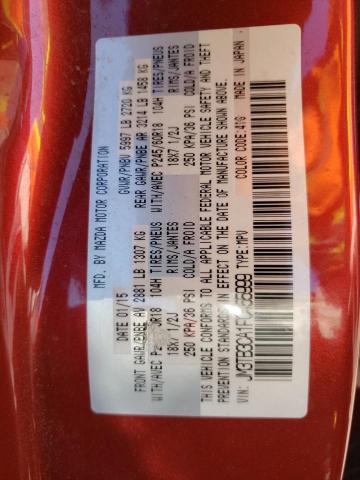 MFD BY MAZDA MOTOR CORPORATION
DATE 01/15 GVWR/PNBV 5997 LB 2720 KG
FRONT GAWR/PNBE AV 2881 LB 1307 KG REAR GAWR/PNBE AR 3214 LB 1458 KG
WITH/AVEC P2 /R18 104H TIRES/PNEUS WITH/AVEC P245/60R18 104H TIRES/PNEUS
18X7 1/2J RIMS/JANTES 18X7 1/2J RIMS/JANTES
250 KPA/36 PSI COLD/A FROID 250 KPA/36 PSI COLD/A FROID
THIS VEHICLE CONFORMS TO ALL APPLICABLE FEDERAL MOTOR VEHICLE SAFETY AND THEFT
PREVENTION STANDARDS IN EFFECT ON THE DATE OF MANUFACTURE SHOWN ABOVE.
VIN: TYPE:MPV COLOR CODE:41G MADE IN JAPAN